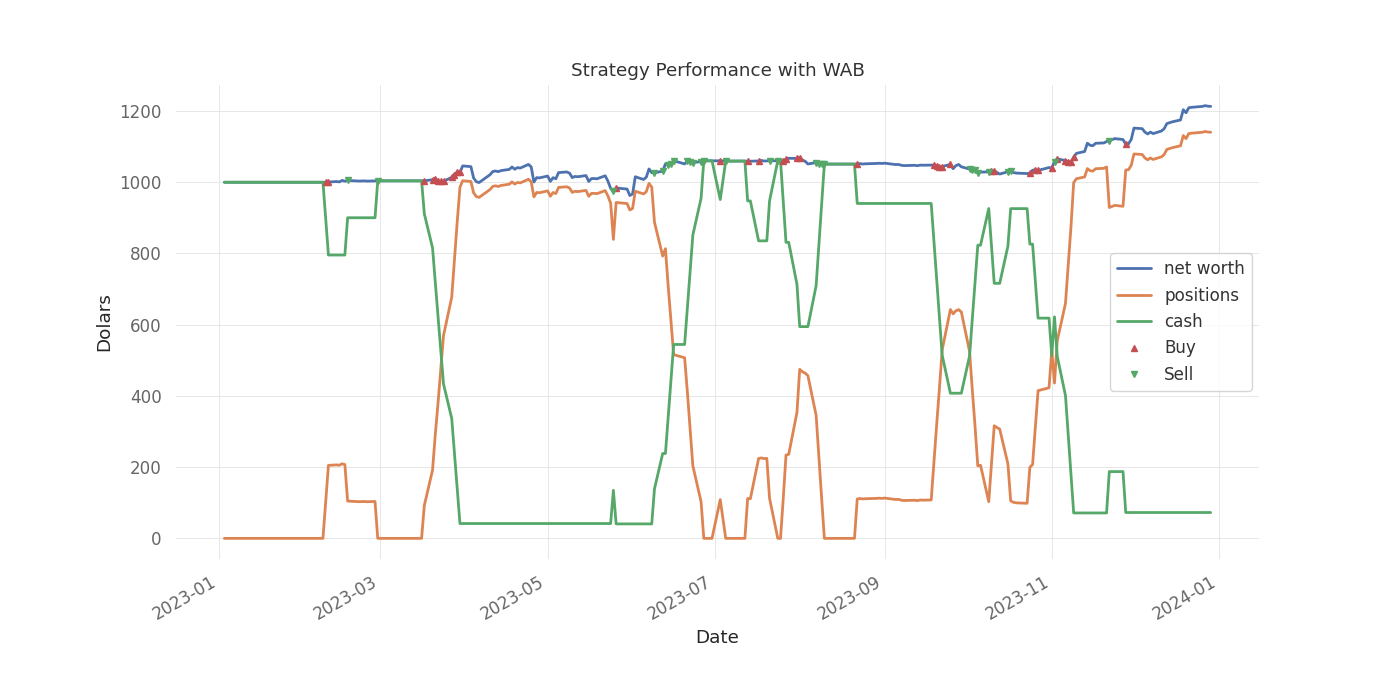 Strategy Performance with WAB
1200
1000
800
600
400
200
0
Dolars
net worth
positions
cash
Buy
Sell
2023-01
2023-03
2023-05
2023-07
2023-09
2023-11
2024-01
Date